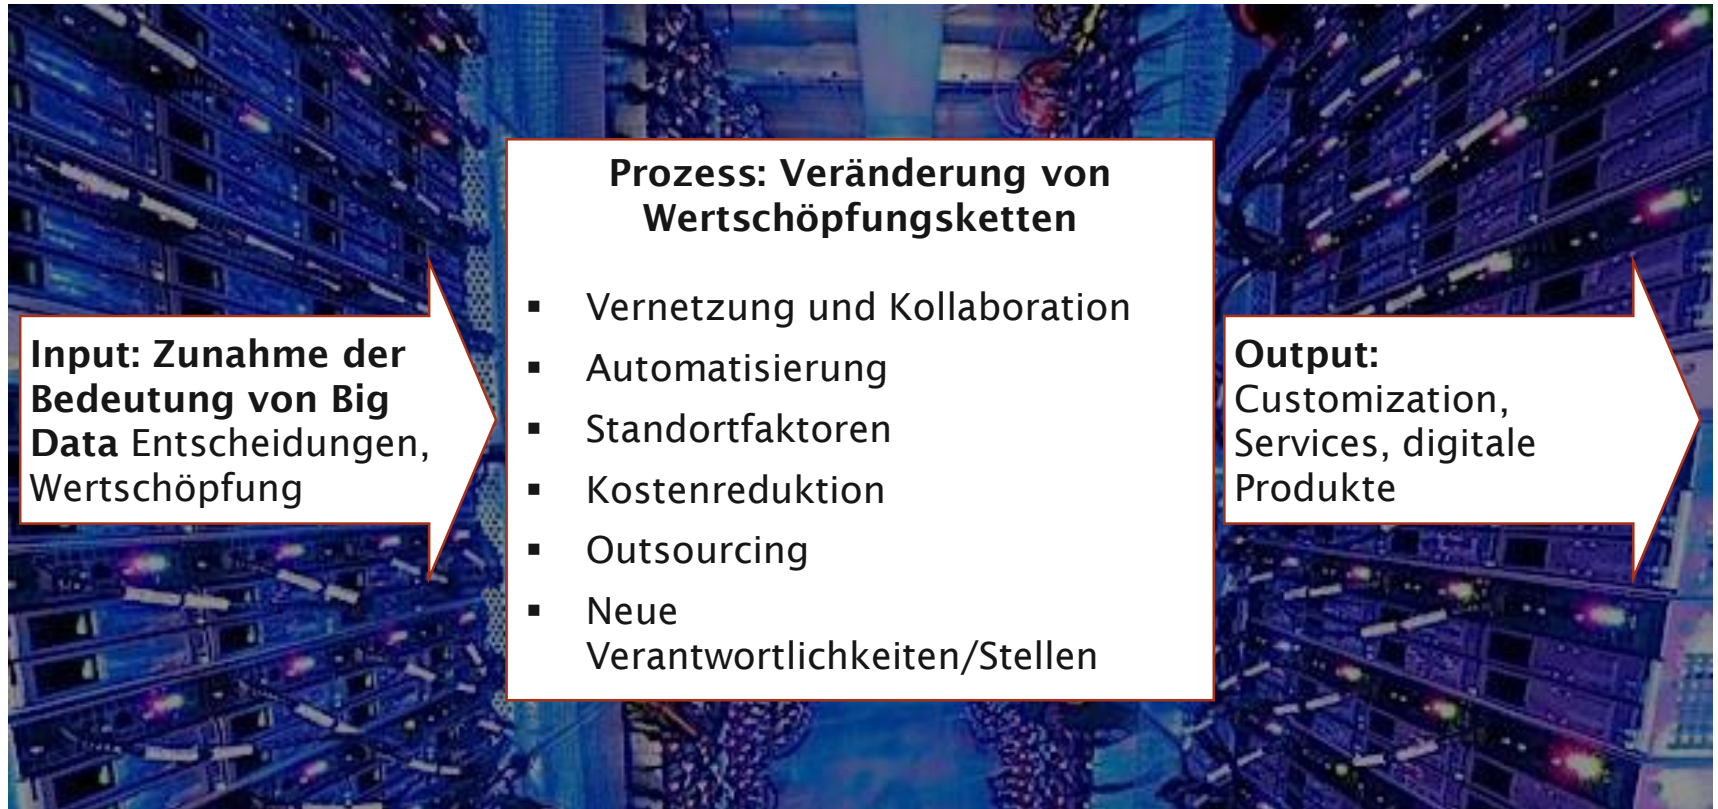 Input: Zunahme der
Bedeutung von Big
Data Entscheidungen,
Wertschöpfung
Prozess: Veränderung von
Wertschöpfungsketten
▪ Vernetzung und Kollaboration
▪ Automatisierung
▪ Standortfaktoren
▪ Kostenreduktion
▪ Outsourcing
▪ Neue
Verantwortlichkeiten/Stellen
Output:
Customization,
Services, digitale
Produkte